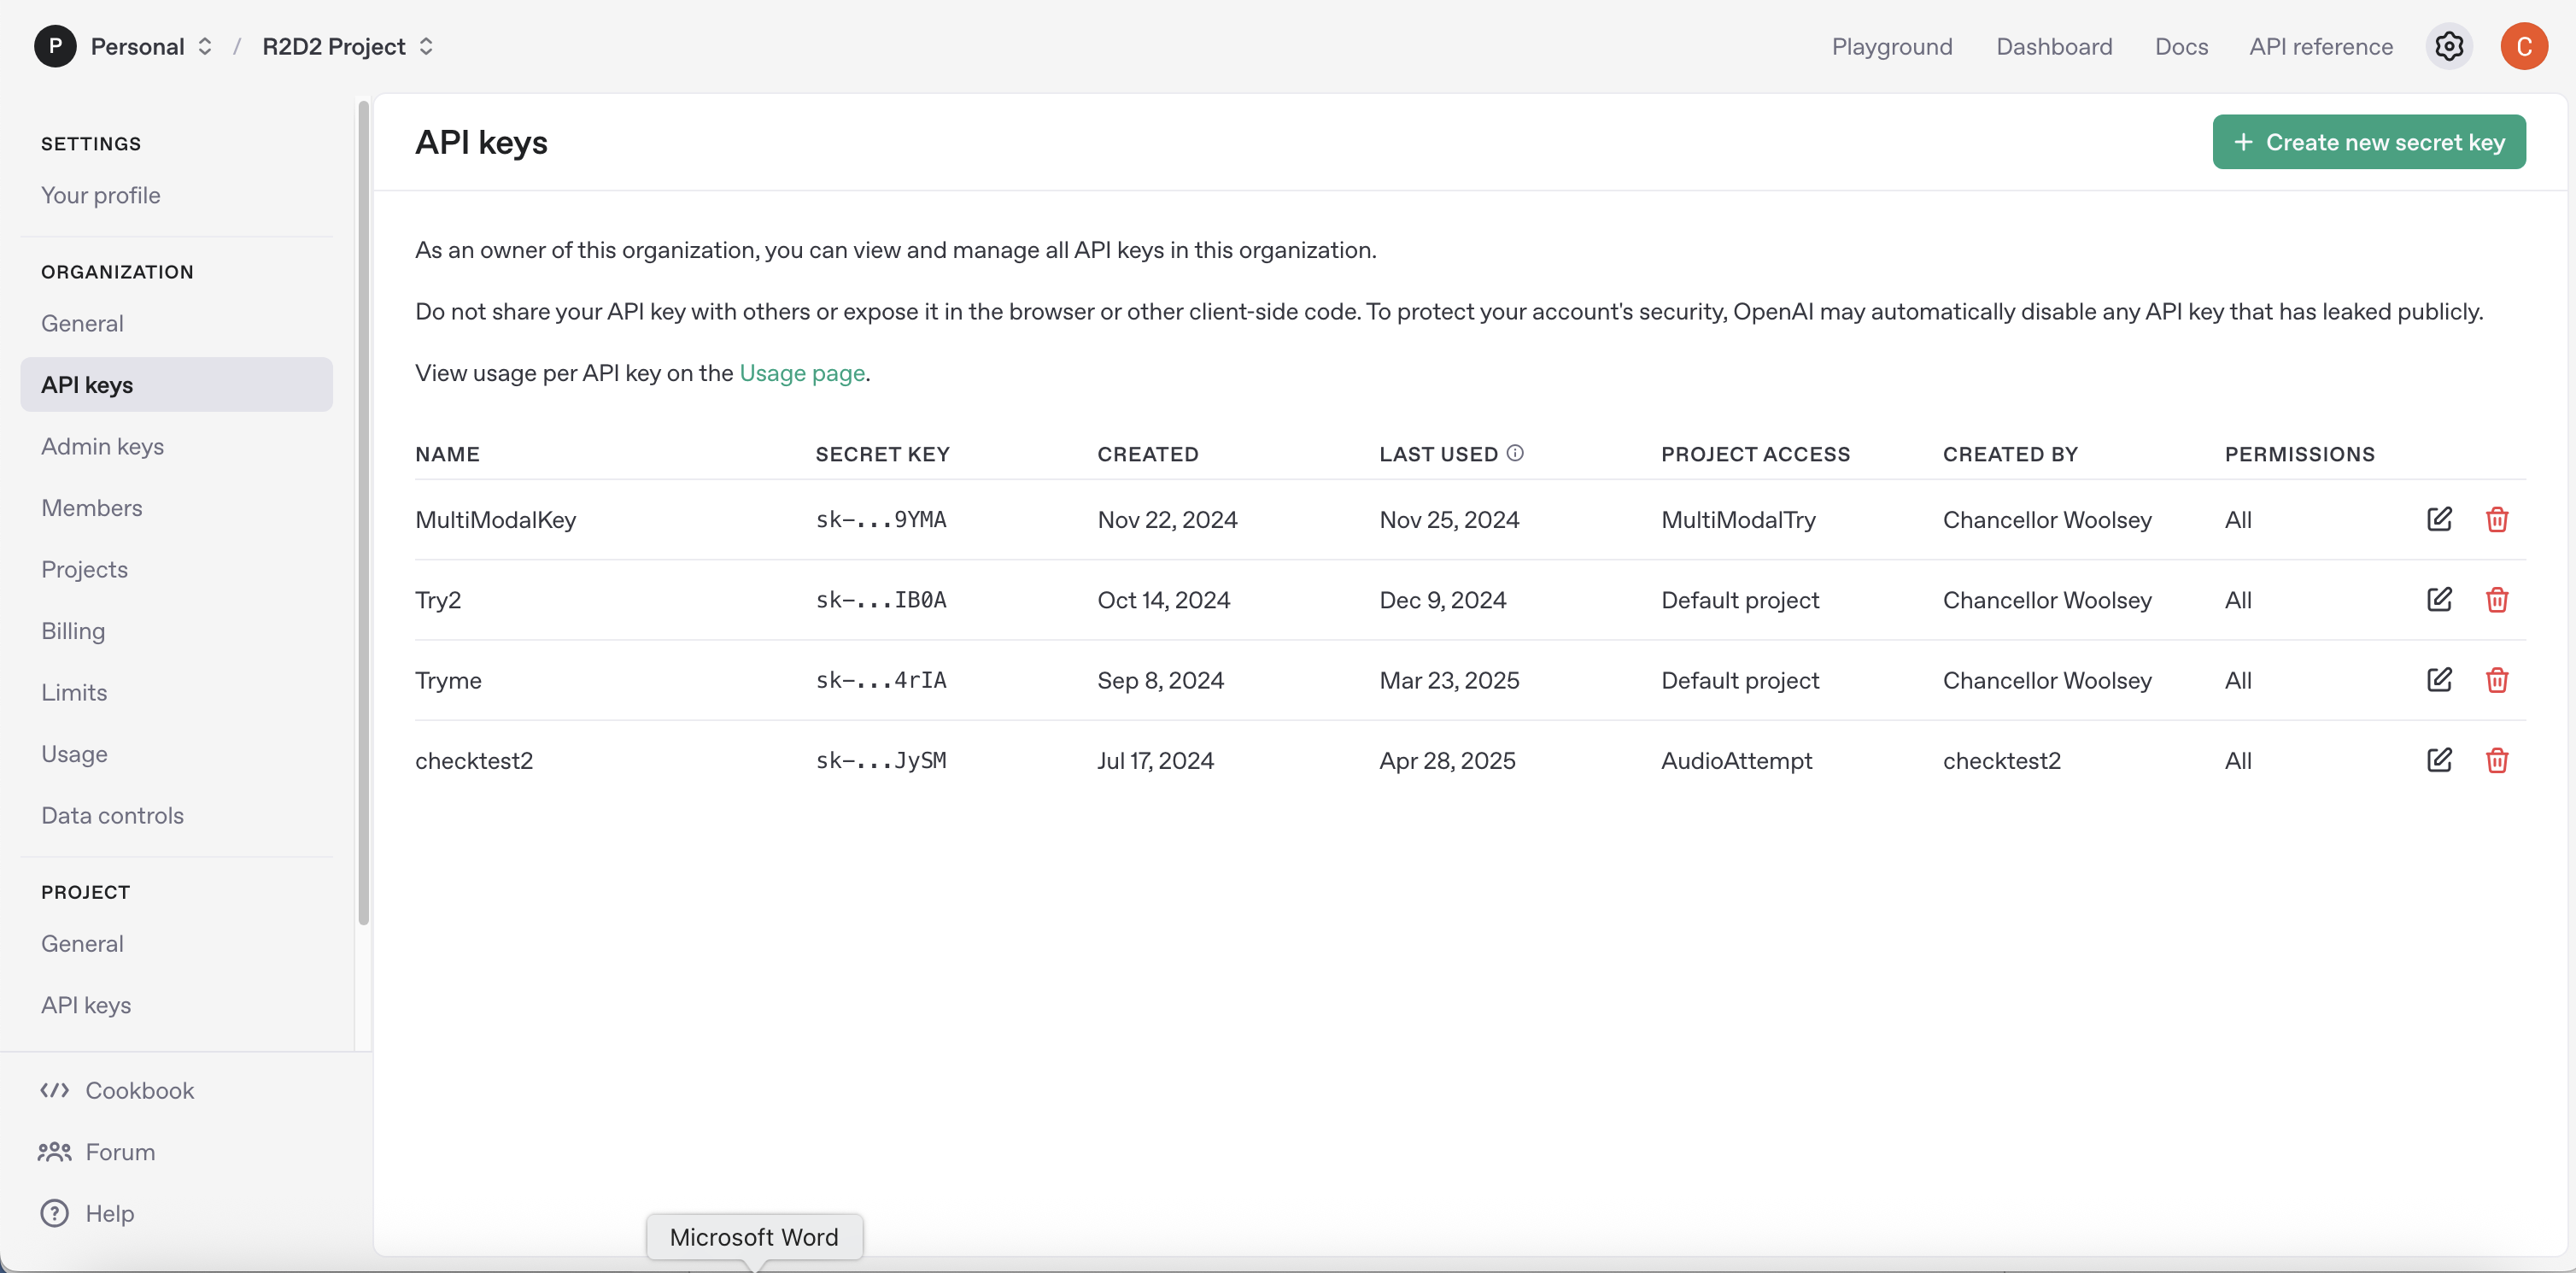 P Personal / R2D2 Project
Playground Dashboard Docs API reference C
SETTINGS
Your profile
ORGANIZATION
General
API keys
Admin keys
Members
Projects
Billing
Limits
Usage
Data controls
PROJECT
General
API keys
Cookbook
Forum
Help
API keys
+ Create new secret key
As an owner of this organization, you can view and manage all API keys in this organization.
Do not share your API key with others or expose it in the browser or other client-side code. To protect your account's security, OpenAI may automatically disable any API key that has leaked publicly.
View usage per API key on the Usage page.
NAME SECRET KEY CREATED LAST USED PROJECT ACCESS CREATED BY PERMISSIONS
MultiModalKey sk-...9YMA Nov 22, 2024 Nov 25, 2024 MultiModalTry Chancellor Woolsey All
Try2 sk-...IB0A Oct 14, 2024 Dec 9, 2024 Default project Chancellor Woolsey All
Tryme sk-...4rIA Sep 8, 2024 Mar 23, 2025 Default project Chancellor Woolsey All
checktest2 sk-...JySM Jul 17, 2024 Apr 28, 2025 AudioAttempt checktest2 All
Microsoft Word